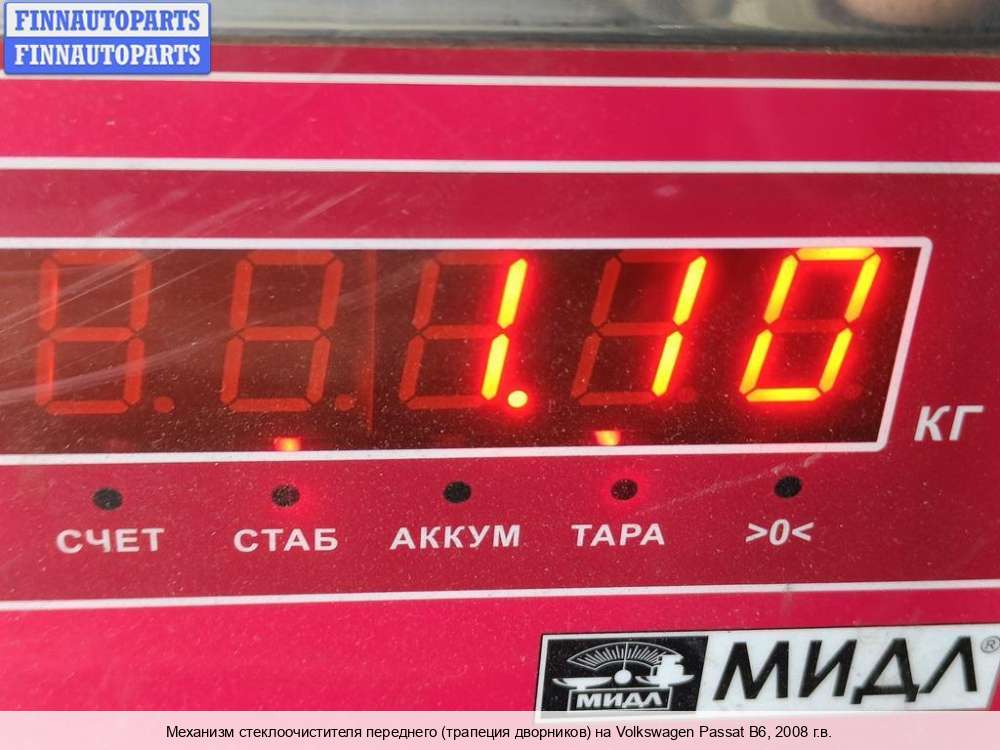 FINNAUTOPARTS
FINNAUTOPARTS
1.10
КГ
СЧЕТ СТАБ АККУМ ТАРА >0<
МИДЛ МИДЛ®
Механизм стеклоочистителя переднего (трапеция дворников) на Volkswagen Passat B6, 2008 г.в.